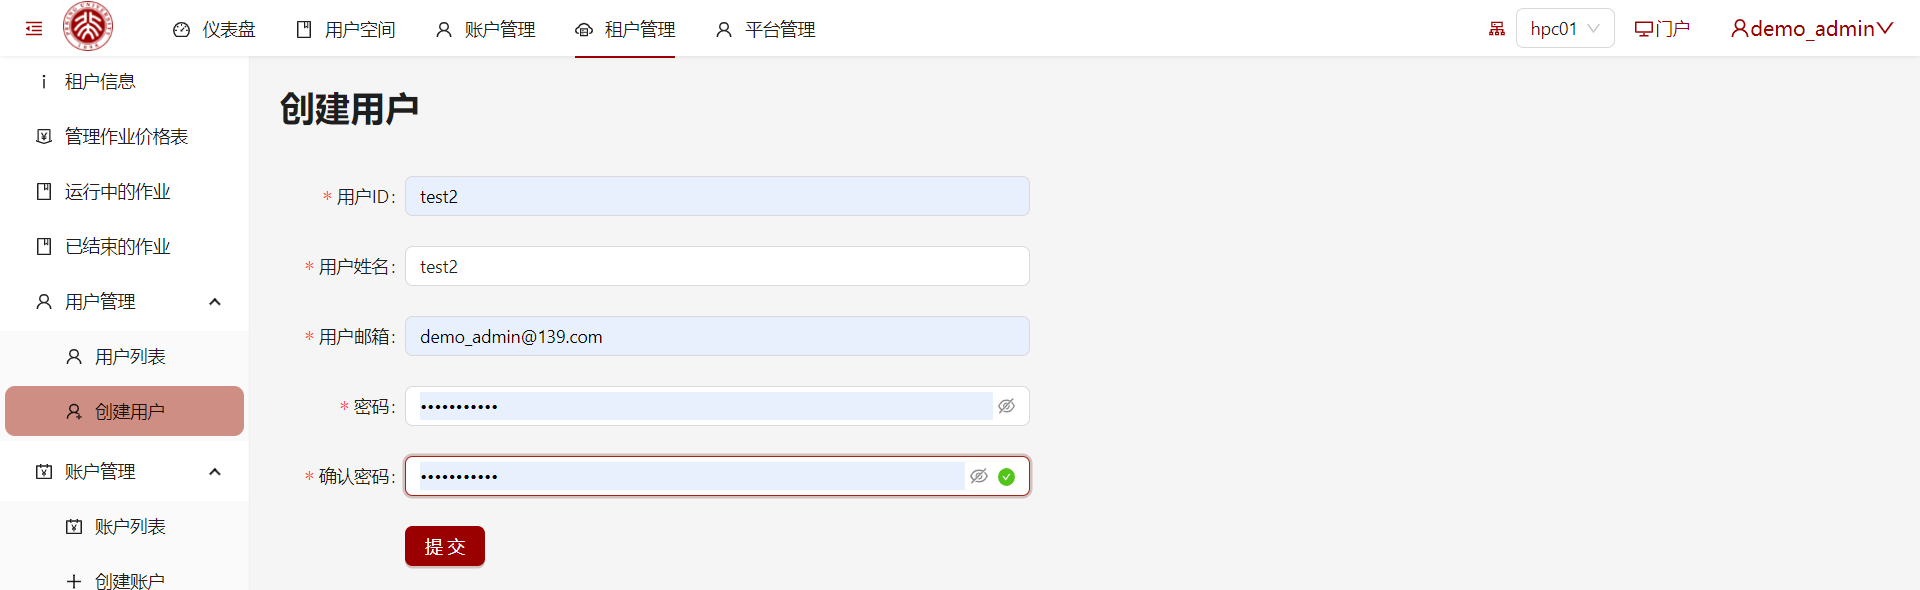 仪表盘 用户空间 账户管理 租户管理 平台管理 hpc01 门户 demo_admin
租户信息
管理作业价格表
运行中的作业
已结束的作业
用户管理
用户列表
创建用户
账户管理
账户列表
创建账户
创建用户
* 用户ID: test2
* 用户姓名: test2
* 用户邮箱: demo_admin@139.com
* 密码: •••••••••••
* 确认密码: •••••••••••
提 交